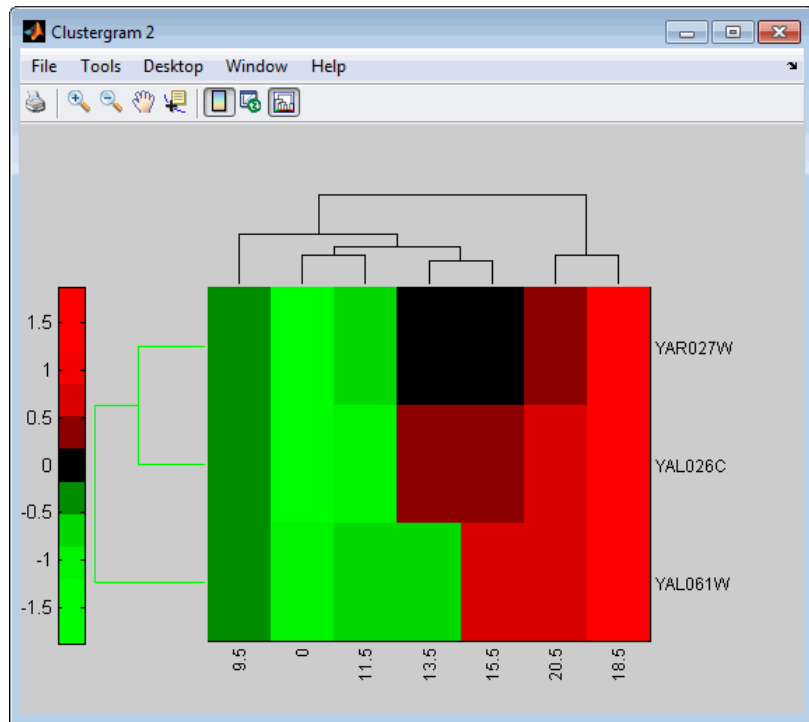 Clustergram 2
File Tools Desktop Window Help
1.5
1
0.5
0
-0.5
-1
-1.5
YAR027W
YAL026C
YAL061W
9.5 0 11.5 13.5 15.5 20.5 18.5